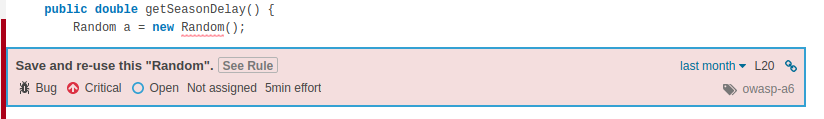 public double getSeasonDelay() {
Random a = new Random();
Save and re-use this "Random". See Rule last month L20
Bug Critical Open Not assigned 5min effort owasp-a6